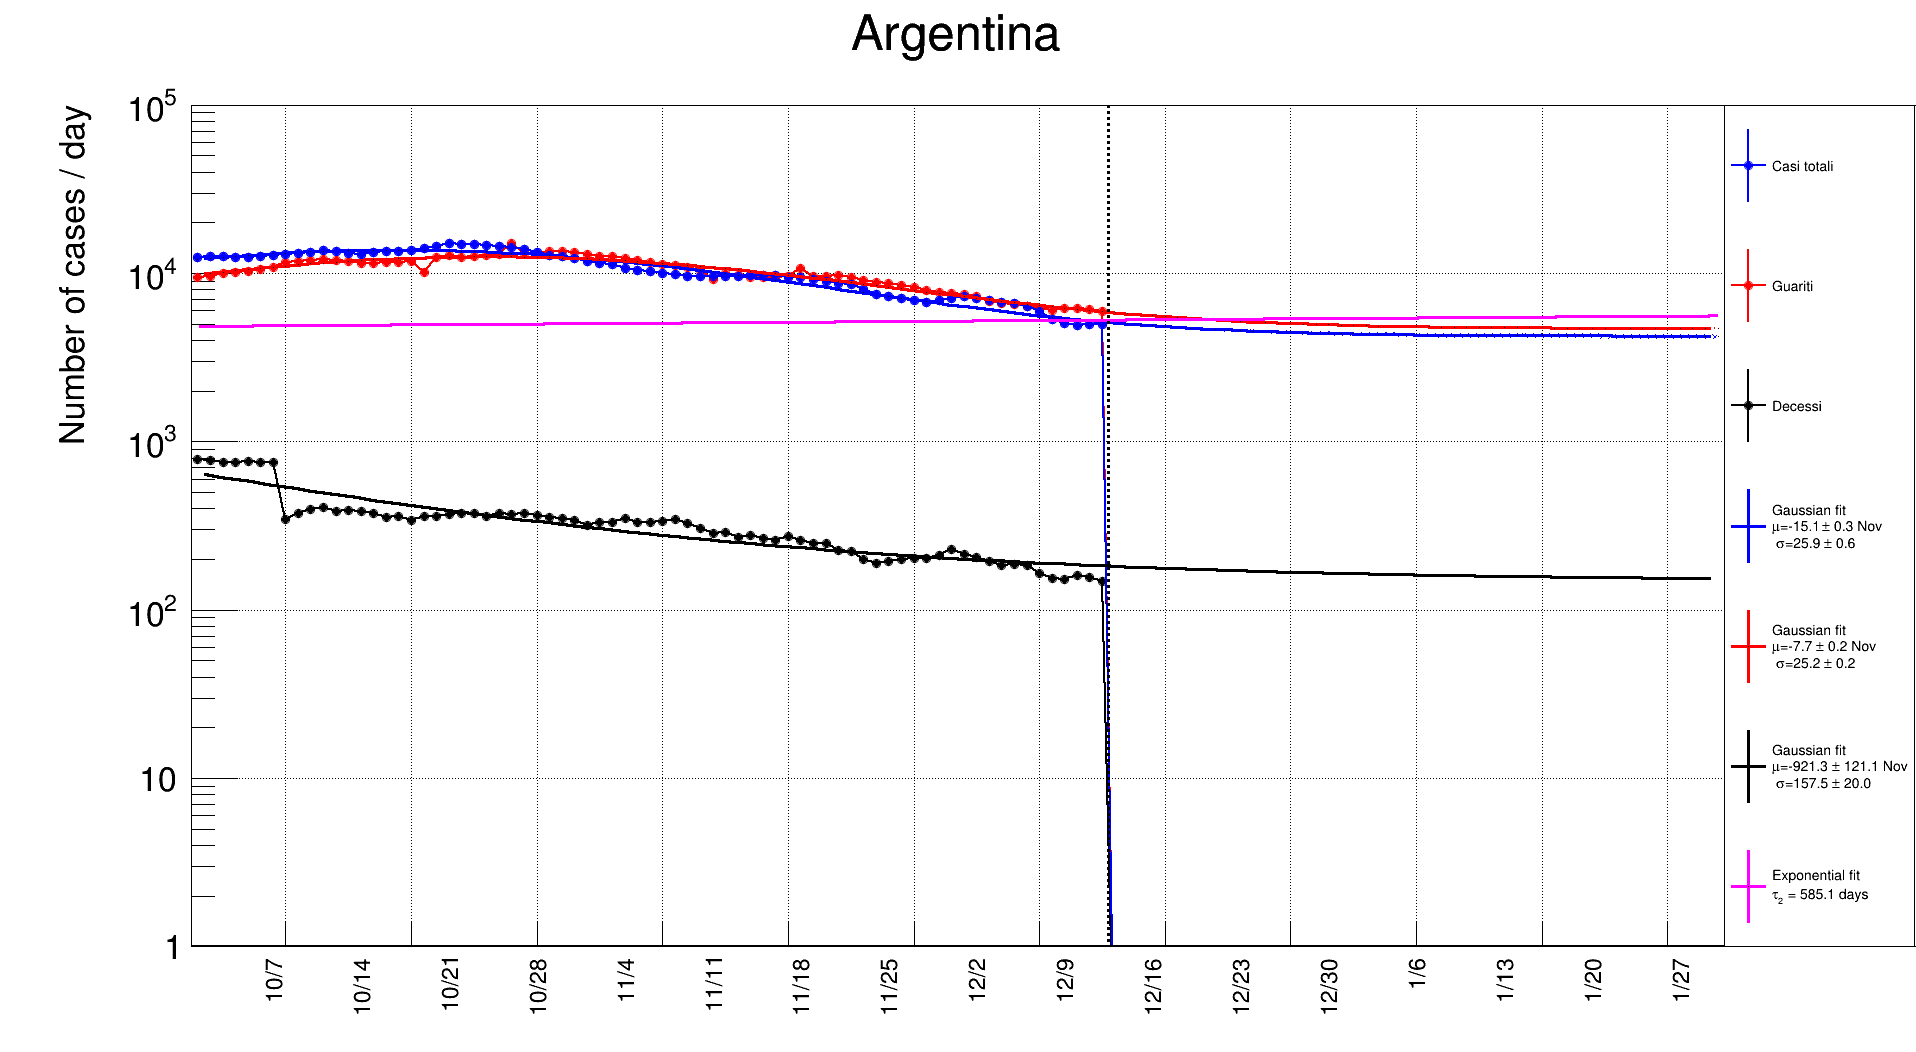 Argentina
Number of cases / day
10^5
10^4
10^3
10^2
10
1
10/7
10/14
10/21
10/28
11/4
11/11
11/18
11/25
12/2
12/9
12/16
12/23
12/30
1/6
1/13
1/20
1/27
Casi totali
Guariti
Decessi
Gaussian fit
μ=-15.1 ± 0.3 Nov
σ=25.9 ± 0.6
Gaussian fit
μ=-7.7 ± 0.2 Nov
σ=25.2 ± 0.2
Gaussian fit
μ=-921.3 ± 121.1 Nov
σ=157.5 ± 20.0
Exponential fit
τ₂ = 585.1 days